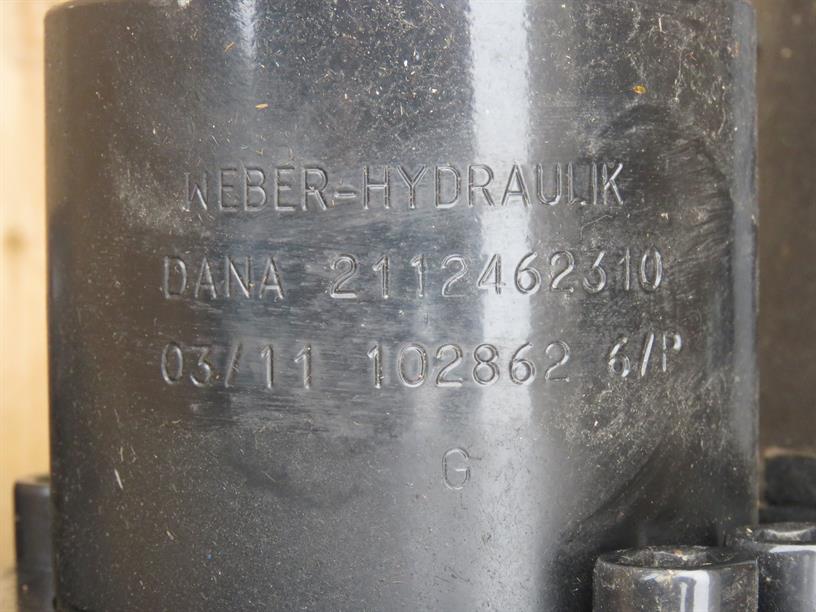 WEBER-HYDRAULIK
DANA 2112462310
03/11 102862 6/P
G